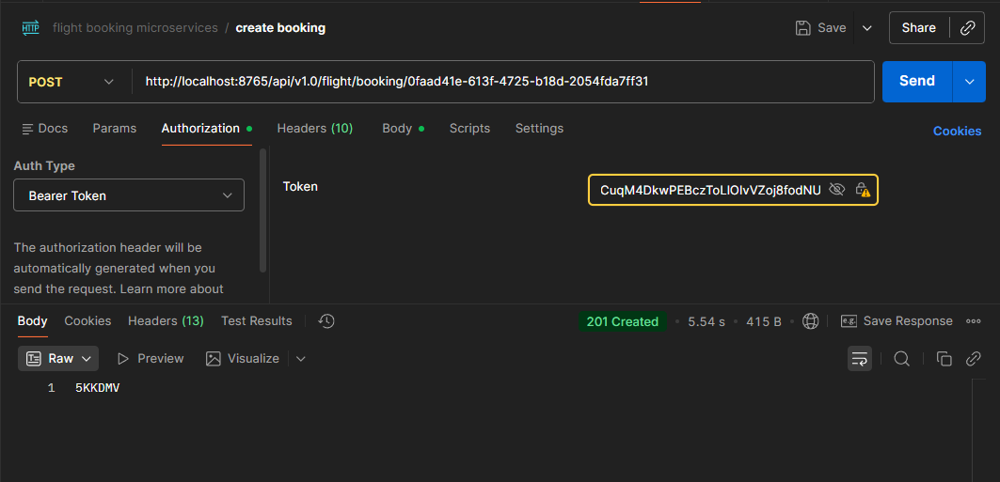 HTTP flight booking microservices / create booking Save Share
POST http://localhost:8765/api/v1.0/flight/booking/0faad41e-613f-4725-b18d-2054fda7ff31 Send
Docs Params Authorization Headers (10) Body Scripts Settings Cookies
Auth Type
Bearer Token
Token CuqM4DkwPEBczToLIOIvVZoj8fodNU
The authorization header will be
automatically generated when you
send the request. Learn more about
Body Cookies Headers (13) Test Results 201 Created • 5.54 s • 415 B • e.g. Save Response
Raw Preview Visualize
1 5KKDMV